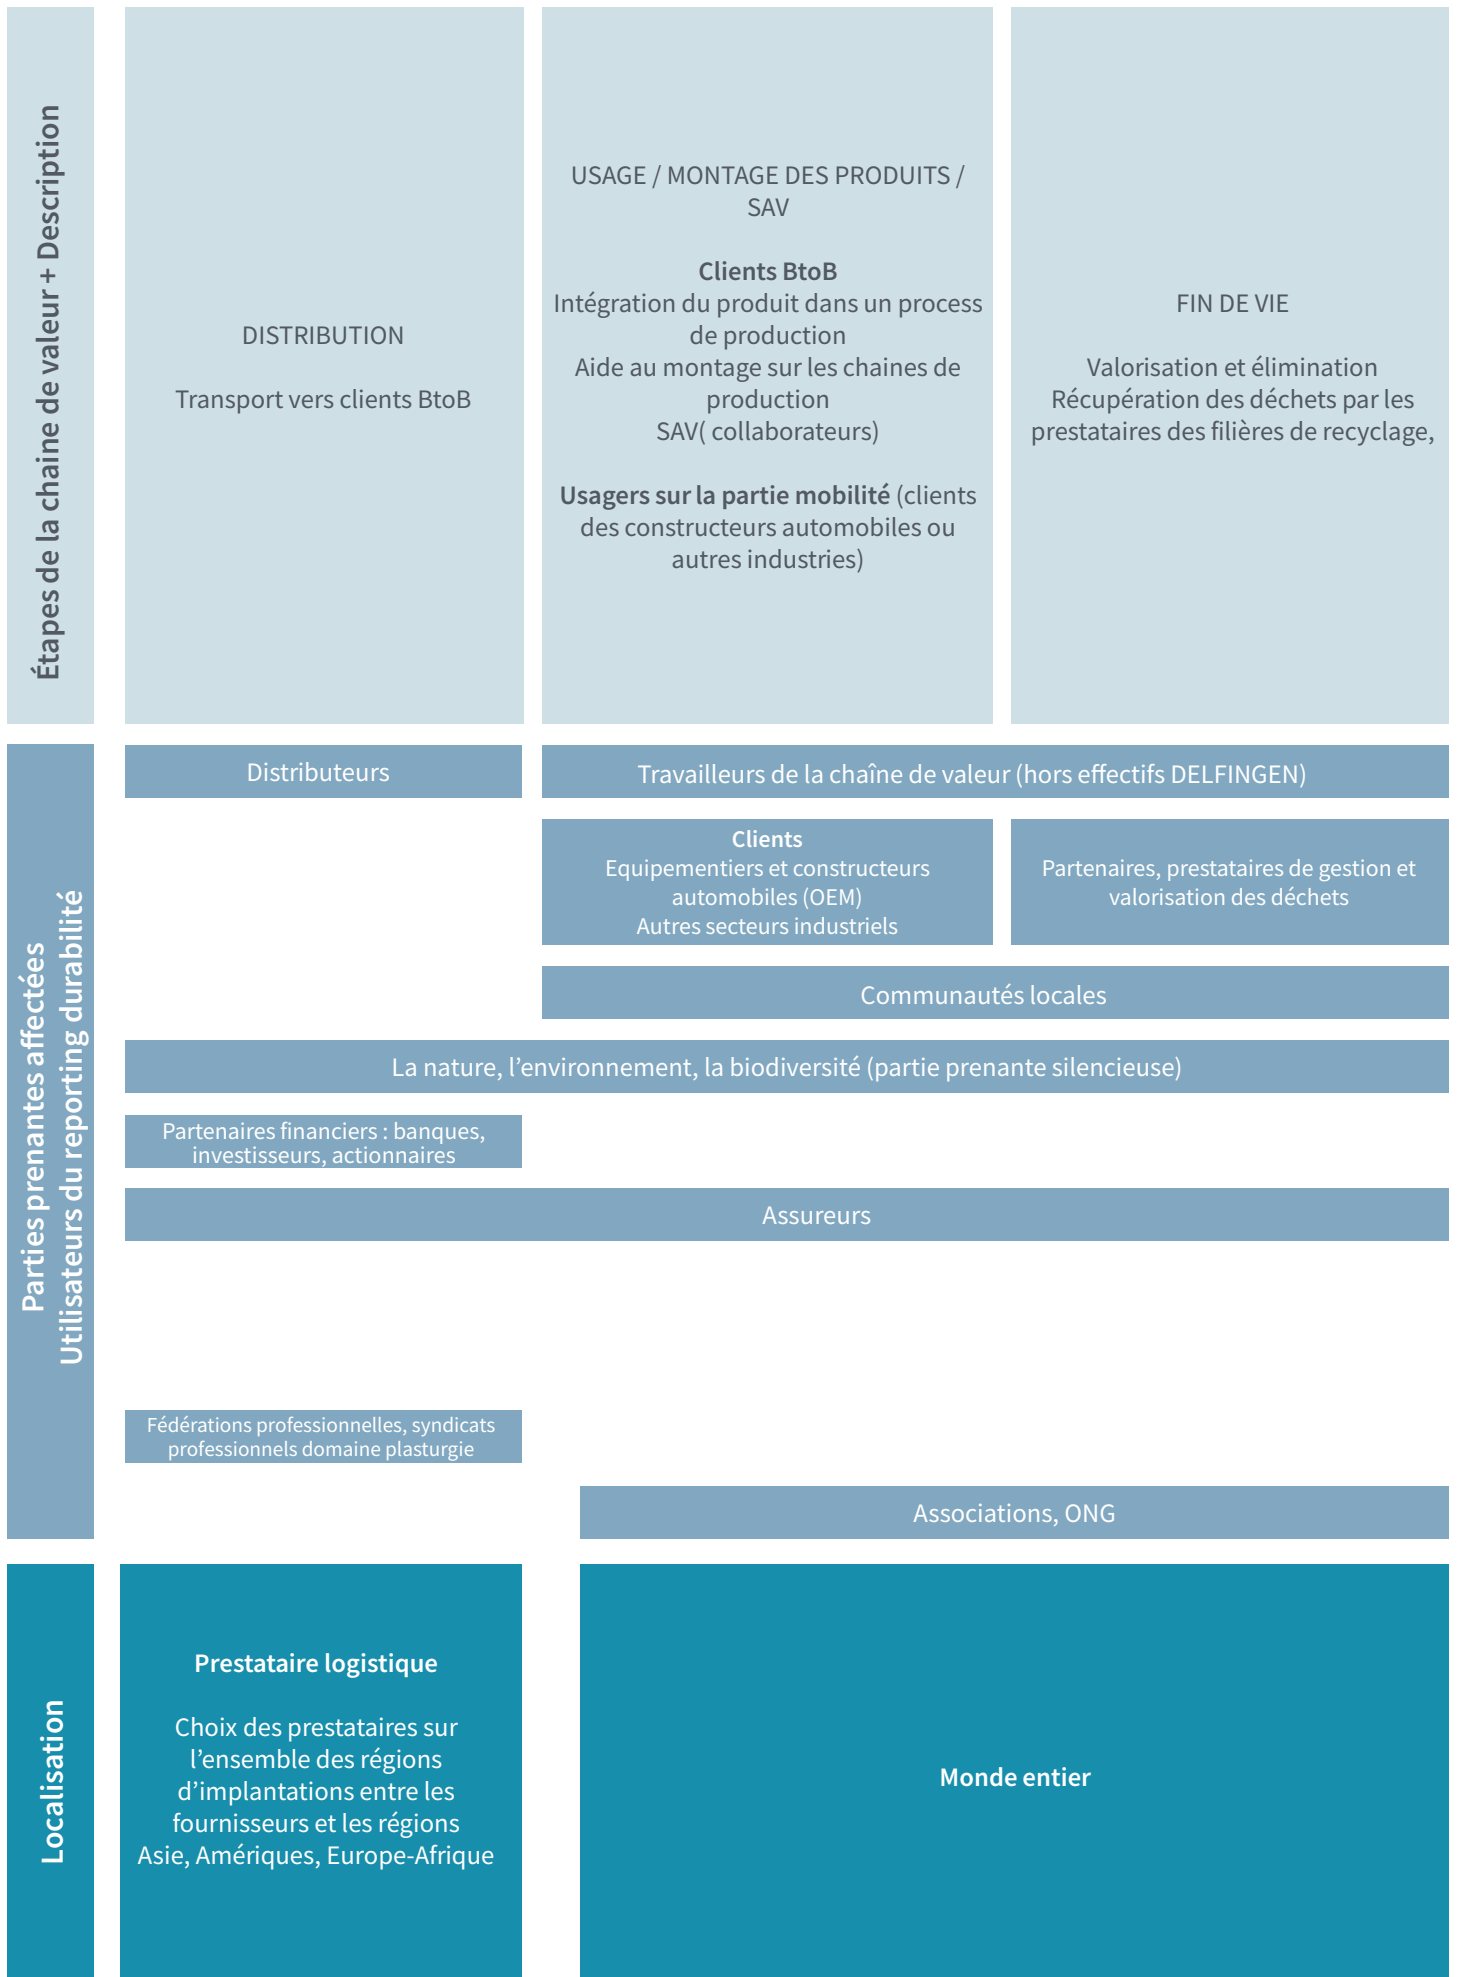 Étapes de la chaine de valeur + Description
DISTRIBUTION
Transport vers clients BtoB
USAGE / MONTAGE DES PRODUITS /
SAV
Clients BtoB
Intégration du produit dans un process
de production
Aide au montage sur les chaines de
production
SAV( collaborateurs)
Usagers sur la partie mobilité (clients
des constructeurs automobiles ou
autres industries)
FIN DE VIE
Valorisation et élimination
Récupération des déchets par les
prestataires des filières de recyclage,
Parties prenantes affectées
Utilisateurs du reporting durabilité
Distributeurs
Travailleurs de la chaîne de valeur (hors effectifs DELFINGEN)
Clients
Equipementiers et constructeurs
automobiles (OEM)
Autres secteurs industriels
Partenaires, prestataires de gestion et
valorisation des déchets
Communautés locales
La nature, l’environnement, la biodiversité (partie prenante silencieuse)
Partenaires financiers : banques,
investisseurs, actionnaires
Assureurs
Fédérations professionnelles, syndicats
professionnels domaine plasturgie
Associations, ONG
Localisation
Prestataire logistique
Choix des prestataires sur
l’ensemble des régions
d’implantations entre les
fournisseurs et les régions
Asie, Amériques, Europe-Afrique
Monde entier